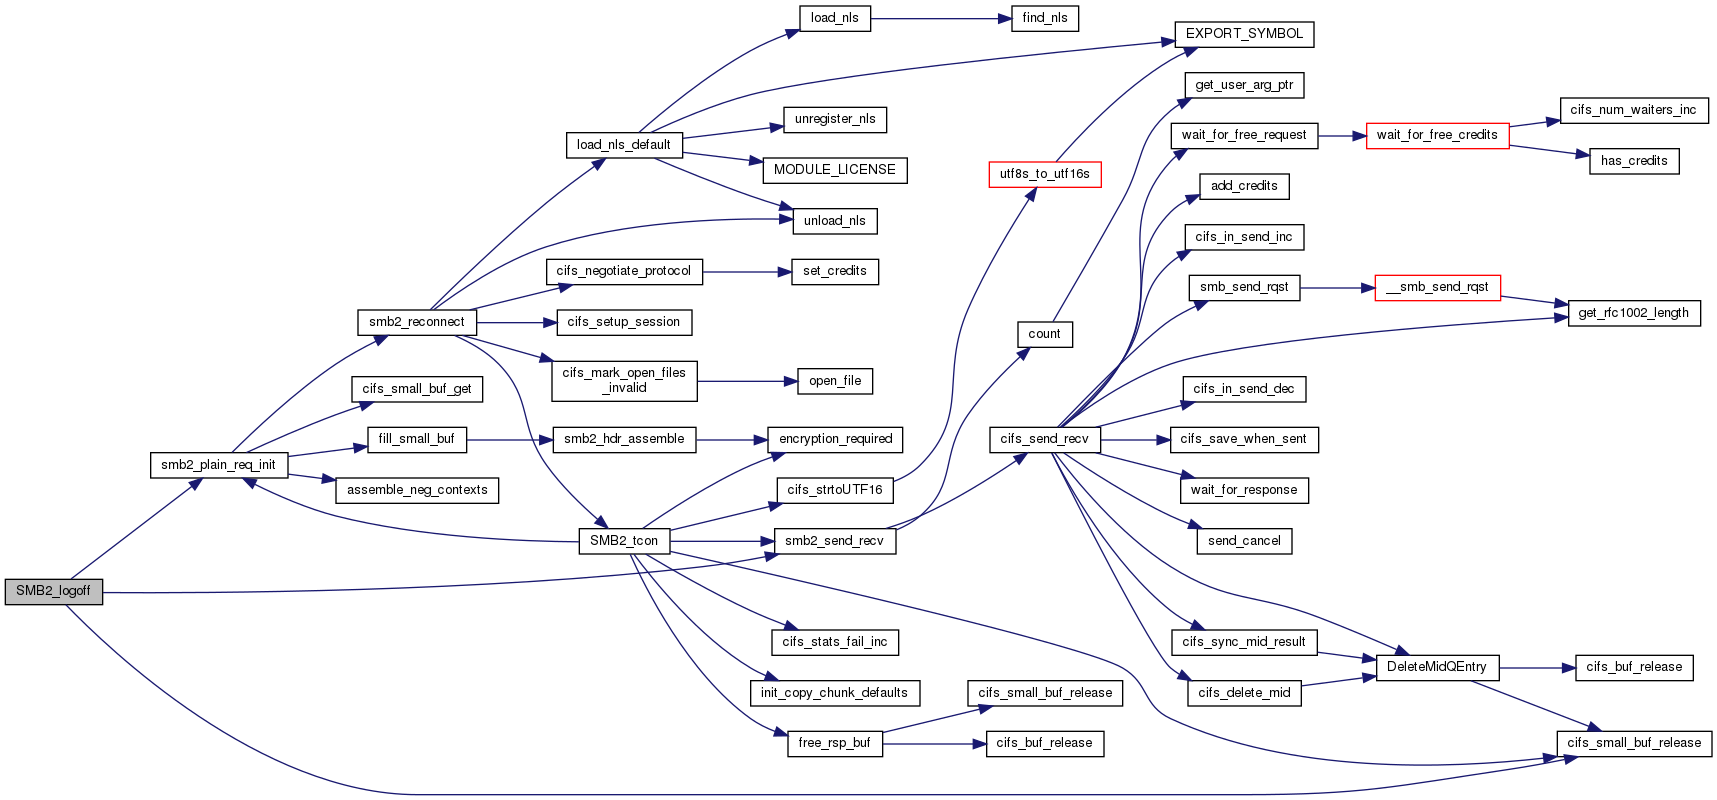 load_nls
find_nls
EXPORT_SYMBOL
get_user_arg_ptr
cifs_num_waiters_inc
unregister_nls
wait_for_free_request
wait_for_free_credits
load_nls_default
has_credits
MODULE_LICENSE
utf8s_to_utf16s
add_credits
unload_nls
cifs_in_send_inc
cifs_negotiate_protocol
set_credits
smb_send_rqst
__smb_send_rqst
get_rfc1002_length
smb2_reconnect
cifs_setup_session
count
cifs_mark_open_files
_invalid
open_file
cifs_small_buf_get
cifs_in_send_dec
fill_small_buf
smb2_hdr_assemble
encryption_required
cifs_send_recv
cifs_save_when_sent
smb2_plain_req_init
assemble_neg_contexts
cifs_strtoUTF16
wait_for_response
SMB2_tcon
smb2_send_recv
send_cancel
SMB2_logoff
cifs_stats_fail_inc
cifs_sync_mid_result
DeleteMidQEntry
cifs_buf_release
init_copy_chunk_defaults
cifs_small_buf_release
cifs_delete_mid
free_rsp_buf
cifs_buf_release
cifs_small_buf_release